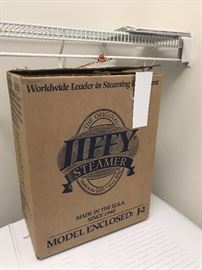 Worldwide Leader in Steaming
THE ORIGINAL
JIFFY
STEAMER
MADE IN THE U.S.A.
SINCE 1940
MODEL ENCLOSED: J-2